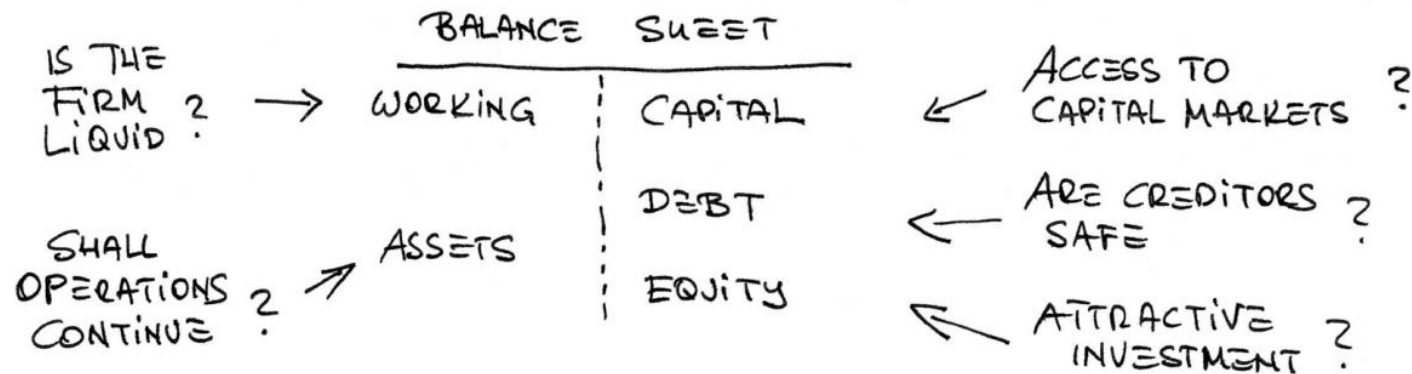 BALANCE SHEET
IS THE
FIRM ?
LIQUID
WORKING CAPITAL
ACCESS TO
CAPITAL MARKETS ?
DEBT
ARE CREDITORS ?
SAFE
SHALL
OPERATIONS ?
CONTINUE
ASSETS
EQUITY
ATTRACTIVE ?
INVESTMENT